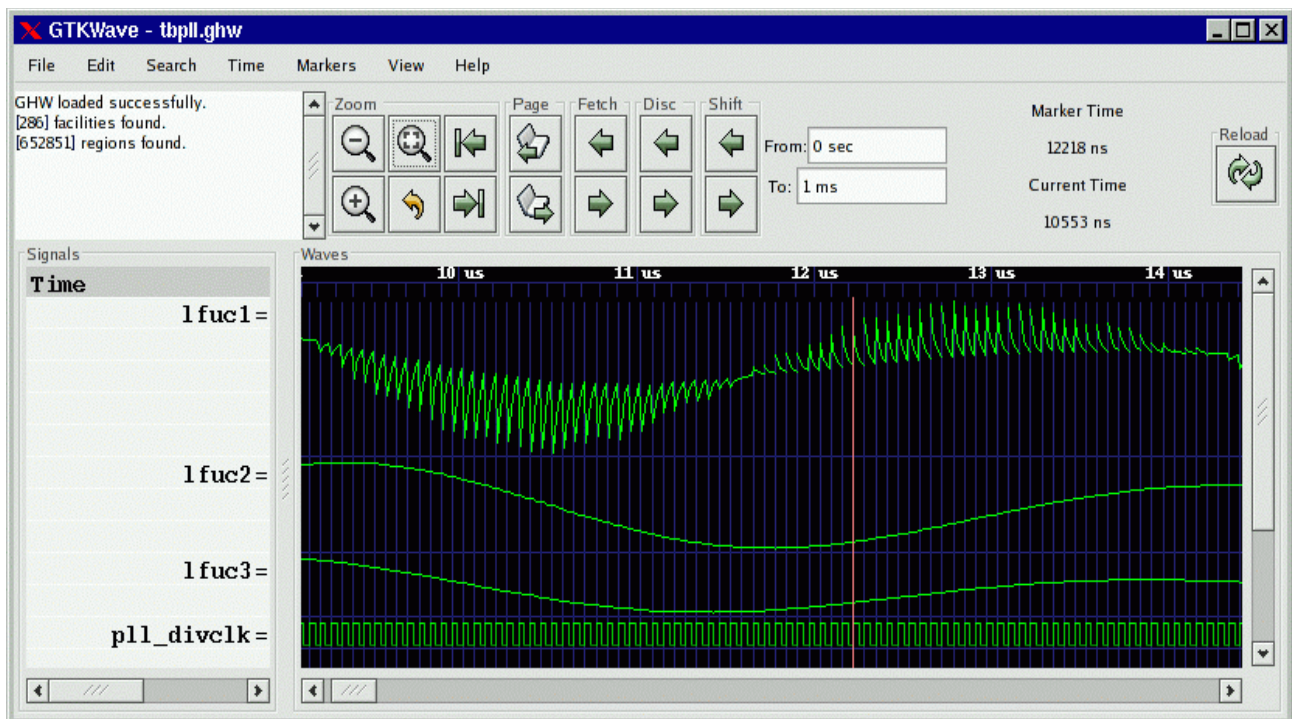 GTKWave - tbpll.ghw
File Edit Search Time Markers View Help
GHW loaded successfully.
[286] facilities found.
[652851] regions found.
Zoom Page Fetch Disc Shift
From: 0 sec
To: 1 ms
Marker Time
12218 ns
Current Time
10553 ns
Reload
Signals
Waves
Time
10 us 11 us 12 us 13 us 14 us
lfuc1=
lfuc2=
lfuc3=
pll_divclk=